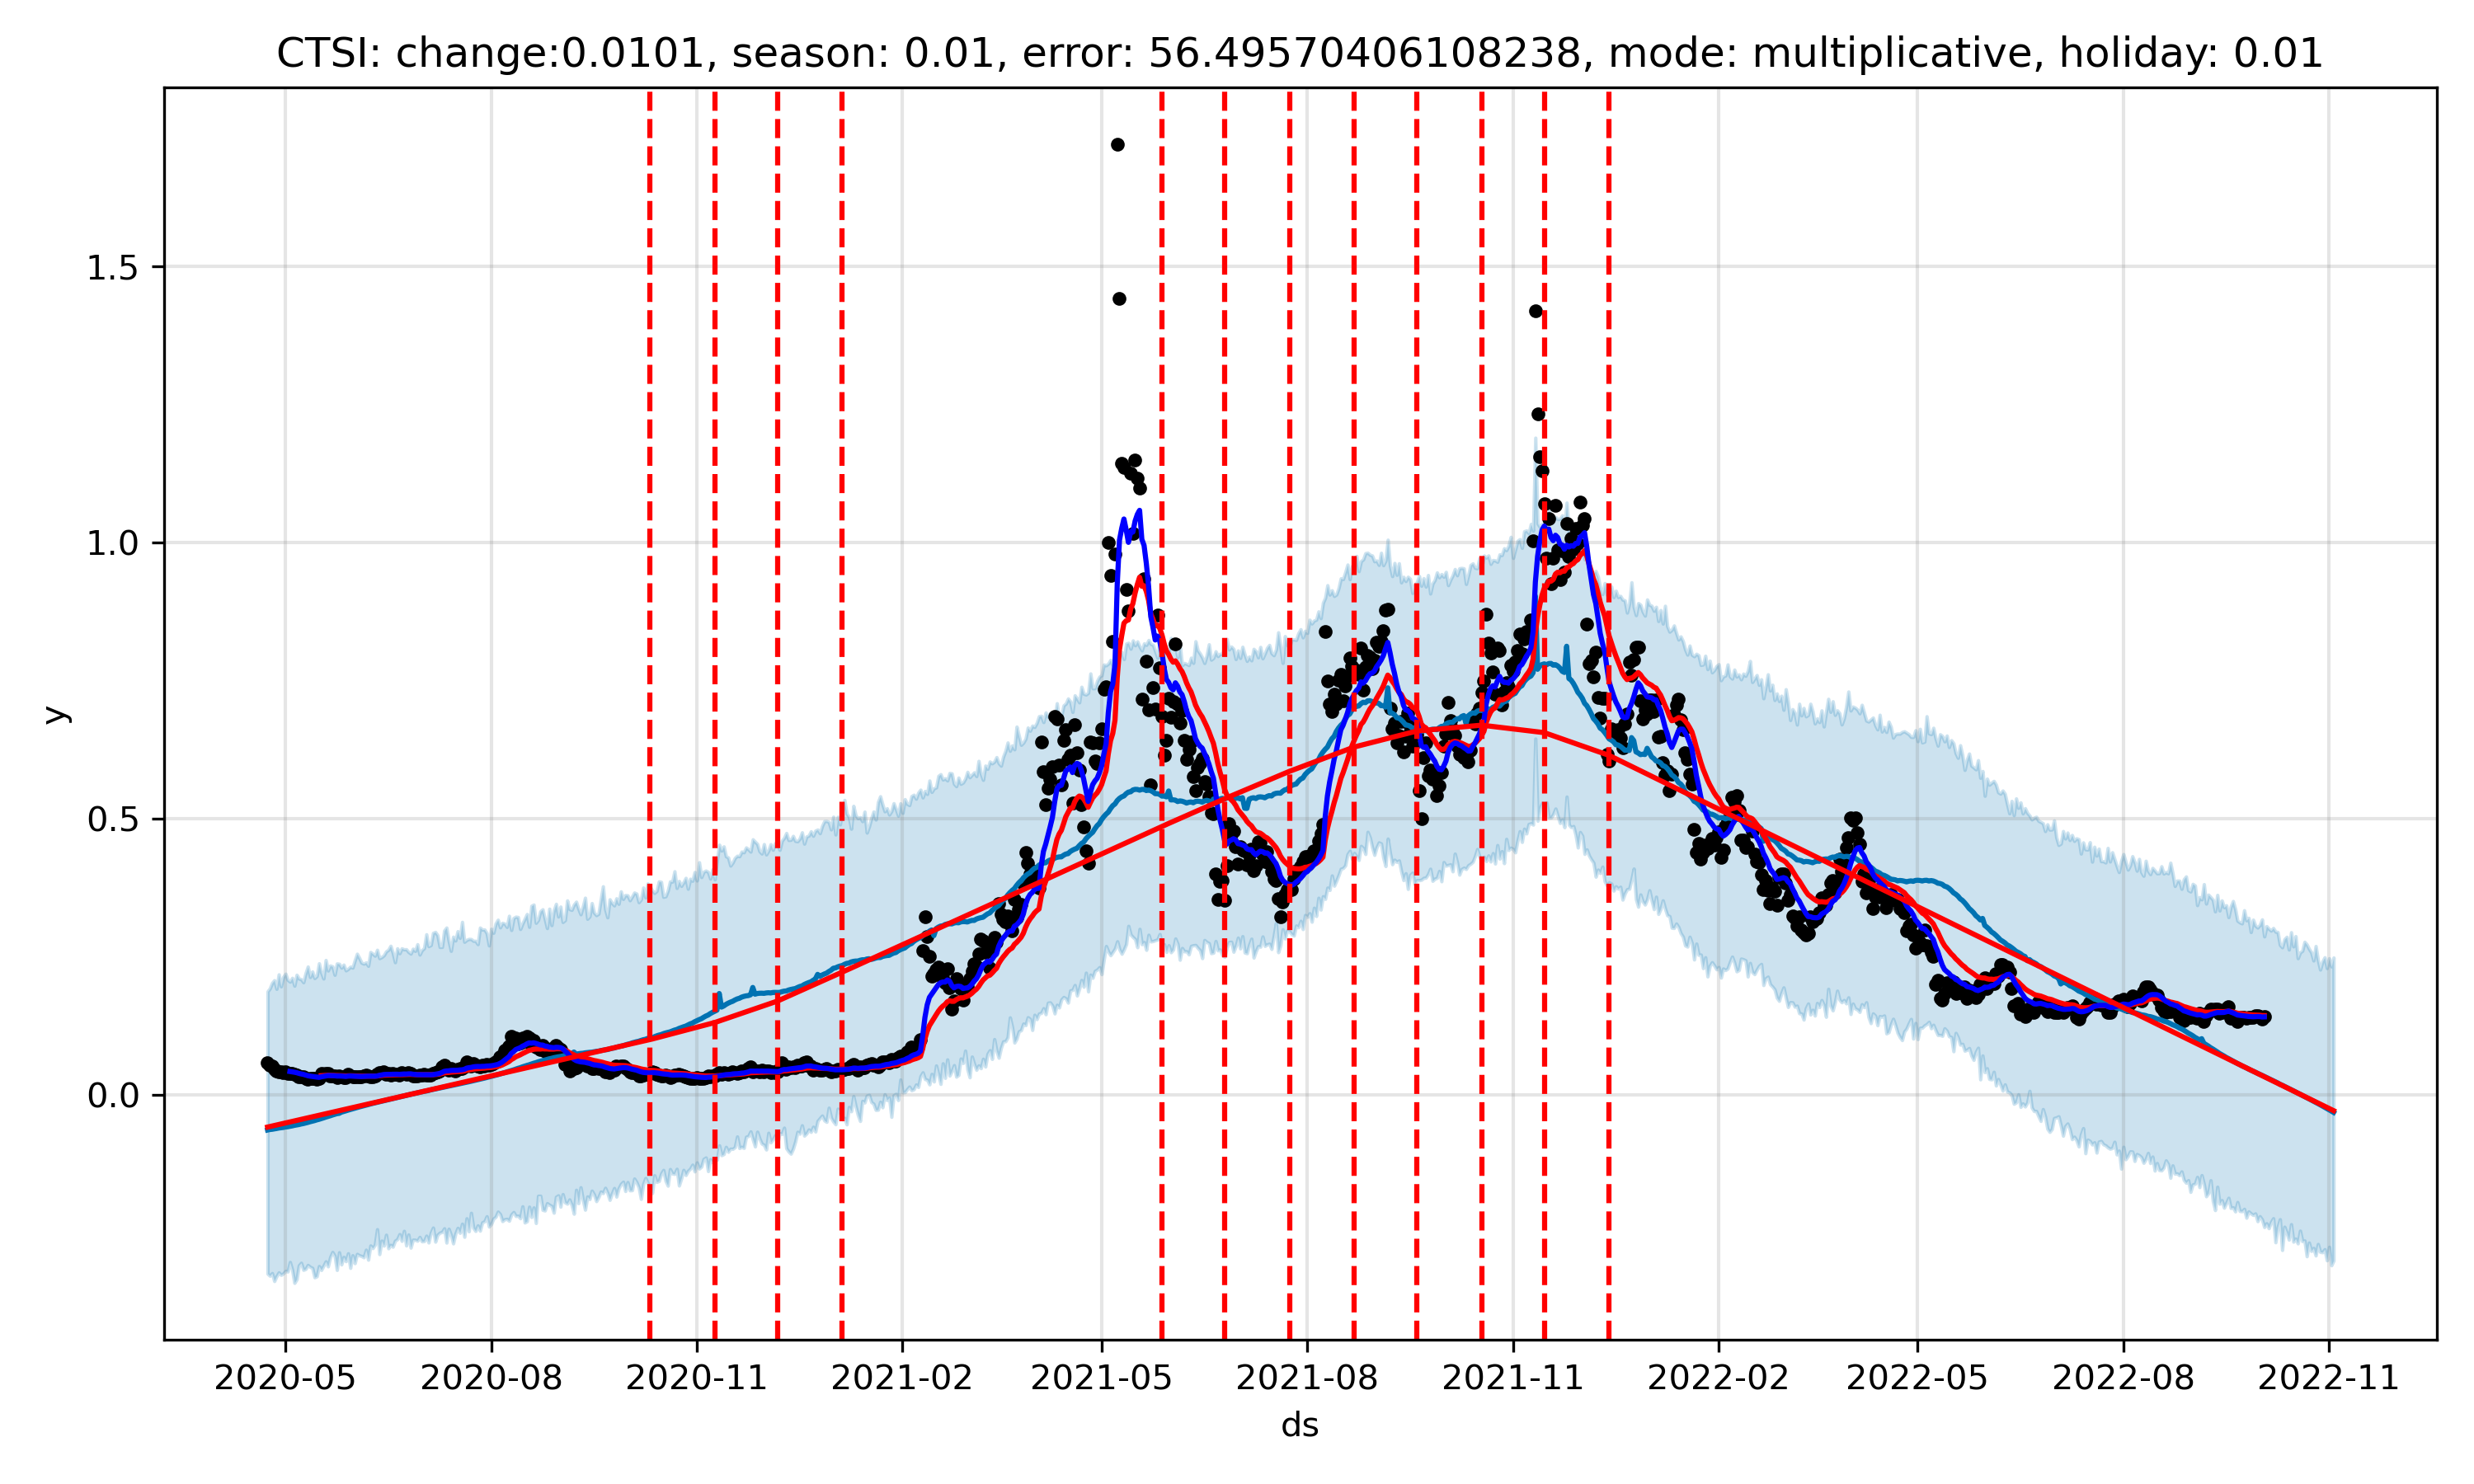 CTSI: change:0.0101, season: 0.01, error: 56.49570406108238, mode: multiplicative, holiday: 0.01
1.5
1.0
0.5
0.0
y
2020-05 2020-08 2020-11 2021-02 2021-05 2021-08 2021-11 2022-02 2022-05 2022-08 2022-11
ds